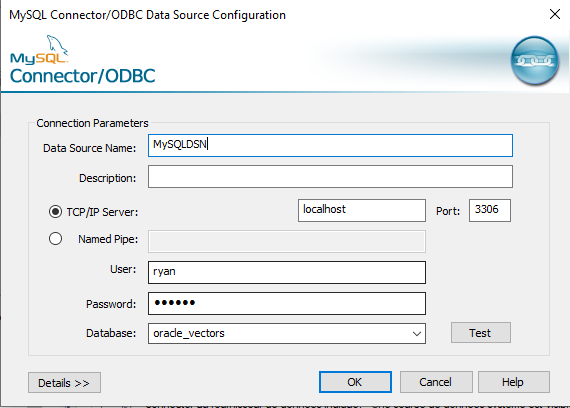 MySQL Connector/ODBC Data Source Configuration
MySQL
Connector/ODBC
Connection Parameters
Data Source Name: MySQLDSN
Description:
TCP/IP Server: localhost Port: 3306
Named Pipe:
User: ryan
Password: ••••••
Database: oracle_vectors Test
Details >> OK Cancel Help